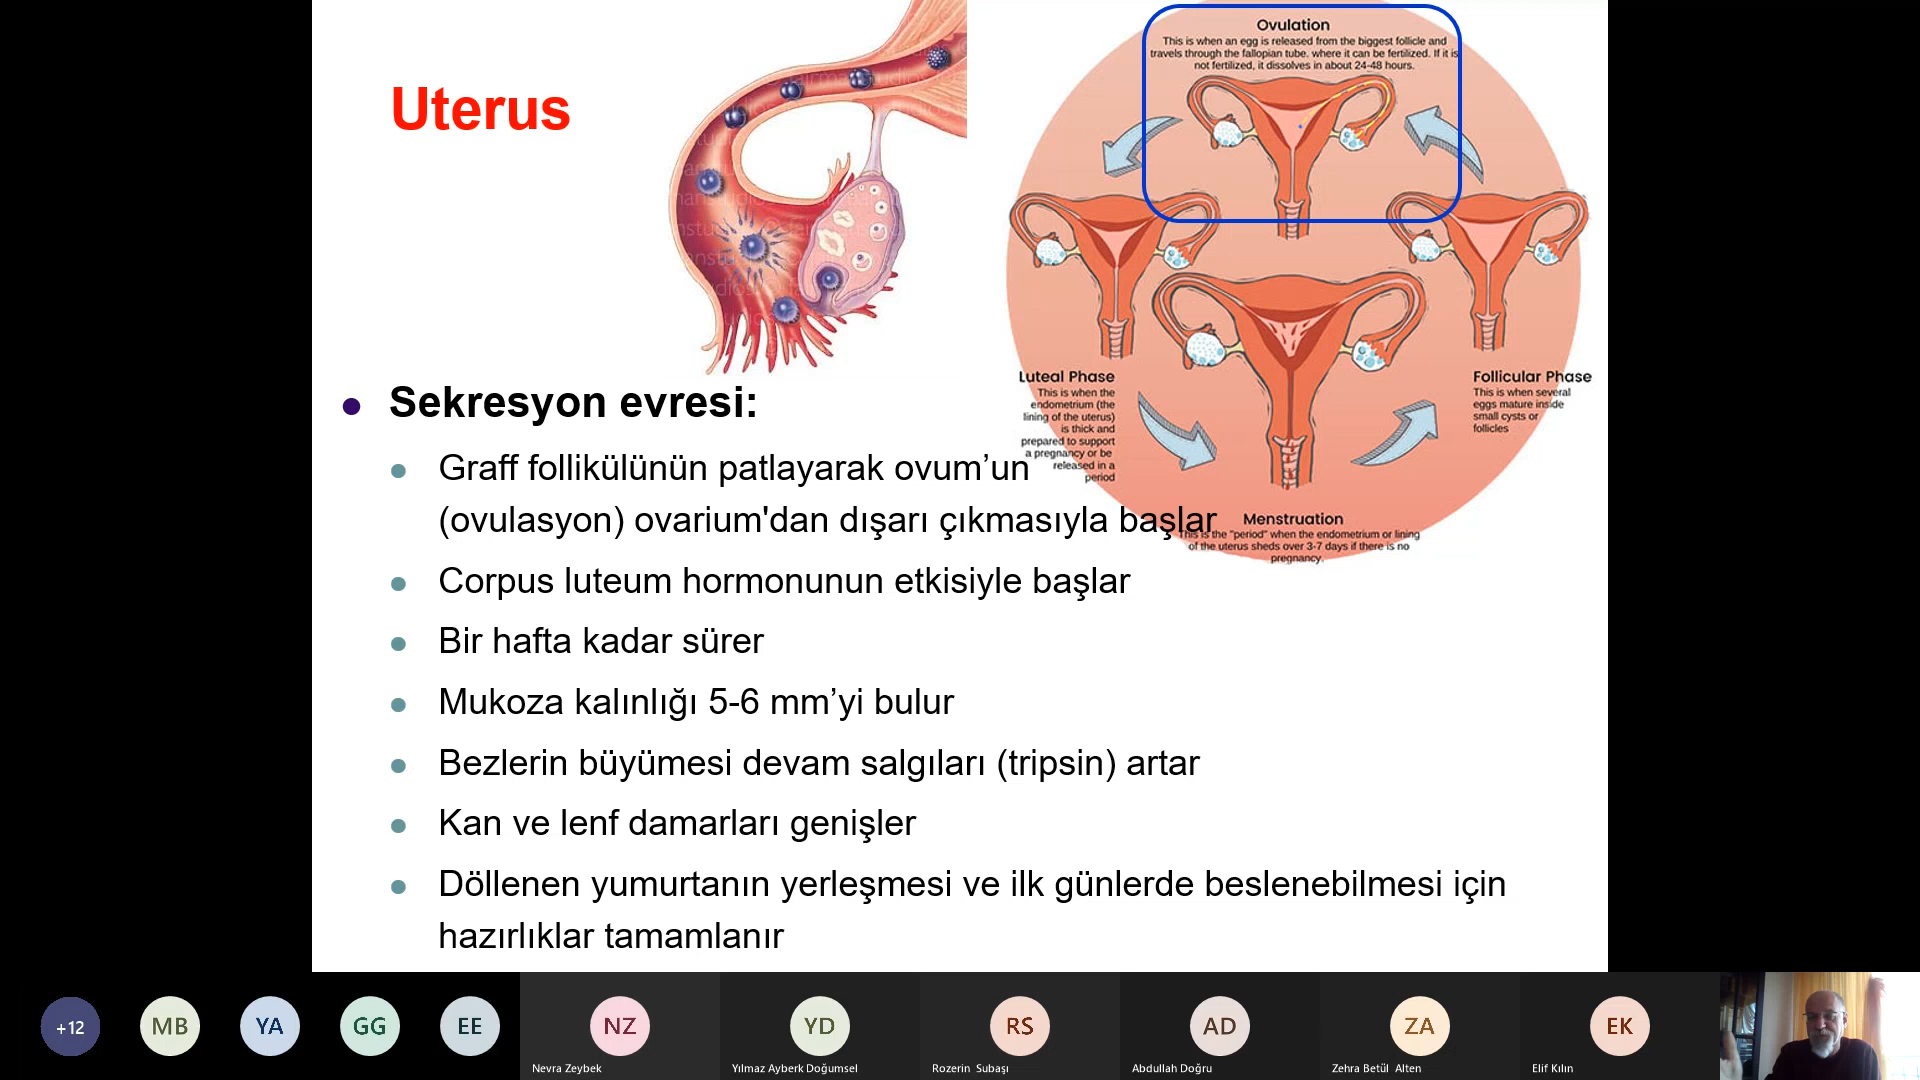 Uterus
Ovulation
This is when an egg is released from the biggest follicle and
travels through the fallopian tube. where it can be fertilized. If it is
not fertilized, it dissolves in about 24-48 hours.
Luteal Phase
This is when the
endometrium (the
lining of the uterus)
is thick and
prepared to support
a pregnancy or be
released in a
period
Follicular Phase
This is when several
eggs mature inside
small cysts or
follicles
Menstruation
This is the "period" when the endometrium or lining
of the uterus sheds over 3-7 days if there is no
pregnancy.
Sekresyon evresi:
Graff follikülünün patlayarak ovum’un
(ovulasyon) ovarium'dan dışarı çıkmasıyla başlar
Corpus luteum hormonunun etkisiyle başlar
Bir hafta kadar sürer
Mukoza kalınlığı 5-6 mm’yi bulur
Bezlerin büyümesi devam salgıları (tripsin) artar
Kan ve lenf damarları genişler
Döllenen yumurtanın yerleşmesi ve ilk günlerde beslenebilmesi için
hazırlıklar tamamlanır
+12
MB
YA
GG
EE
NZ
Nevra Zeybek
YD
Yılmaz Ayberk Doğumsel
RS
Rozerin Subaşı
AD
Abdullah Doğru
ZA
Zehra Betül Alten
EK
Elif Kılın